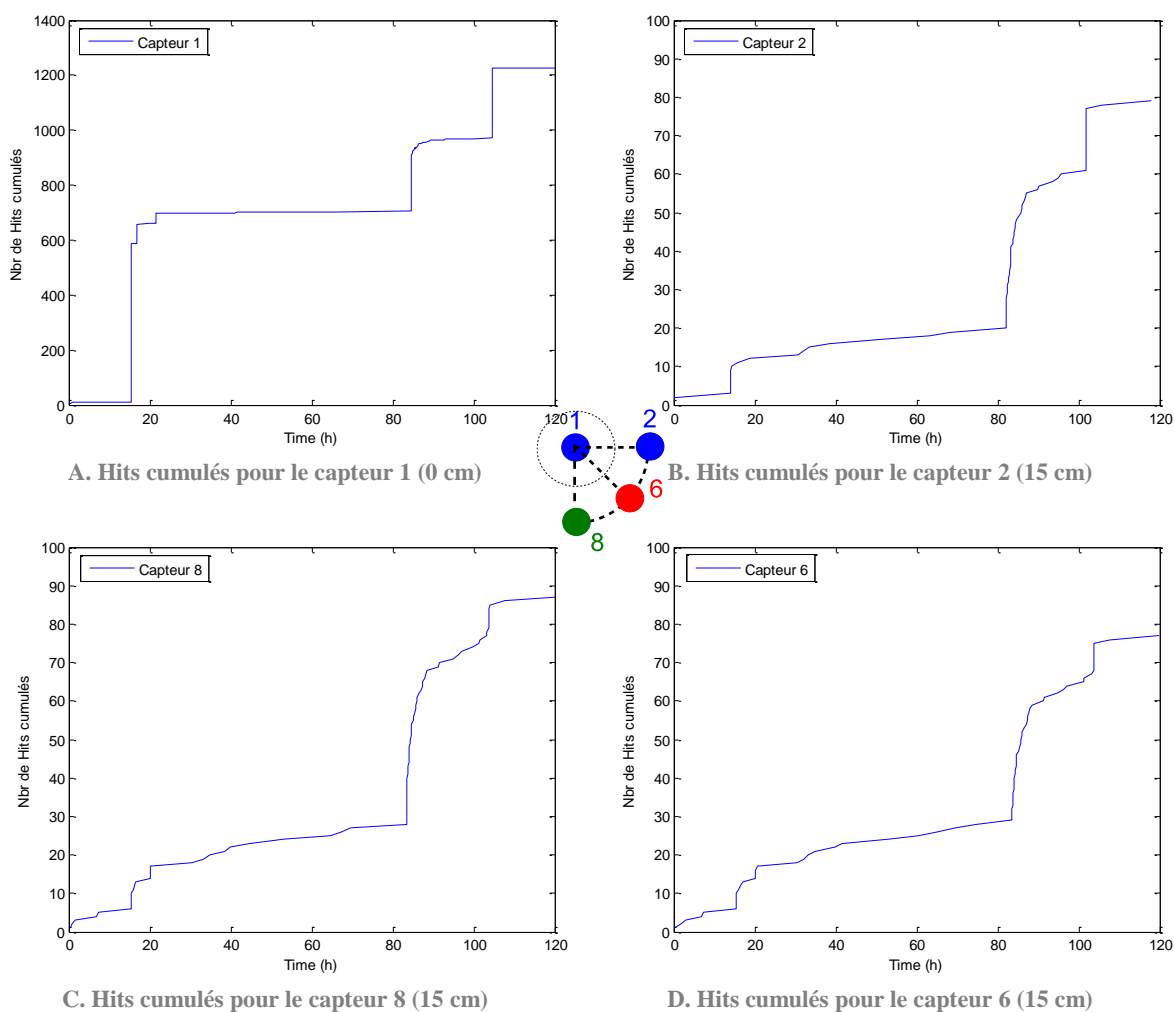 1400
1200
1000
800
600
400
200
0
Nbr de Hits cumulés
Capteur 1
0 20 40 60 80 100 120
Time (h)
A. Hits cumulés pour le capteur 1 (0 cm)
100
90
80
70
60
50
40
30
20
10
0
Nbr de Hits cumulés
Capteur 2
0 20 40 60 80 100 120
Time (h)
B. Hits cumulés pour le capteur 2 (15 cm)
1
2
6
8
100
90
80
70
60
50
40
30
20
10
0
Nbr de Hits cumulés
Capteur 8
0 20 40 60 80 100 120
Time (h)
C. Hits cumulés pour le capteur 8 (15 cm)
100
90
80
70
60
50
40
30
20
10
0
Nbr de Hits cumulés
Capteur 6
0 20 40 60 80 100 120
Time (h)
D. Hits cumulés pour le capteur 6 (15 cm)